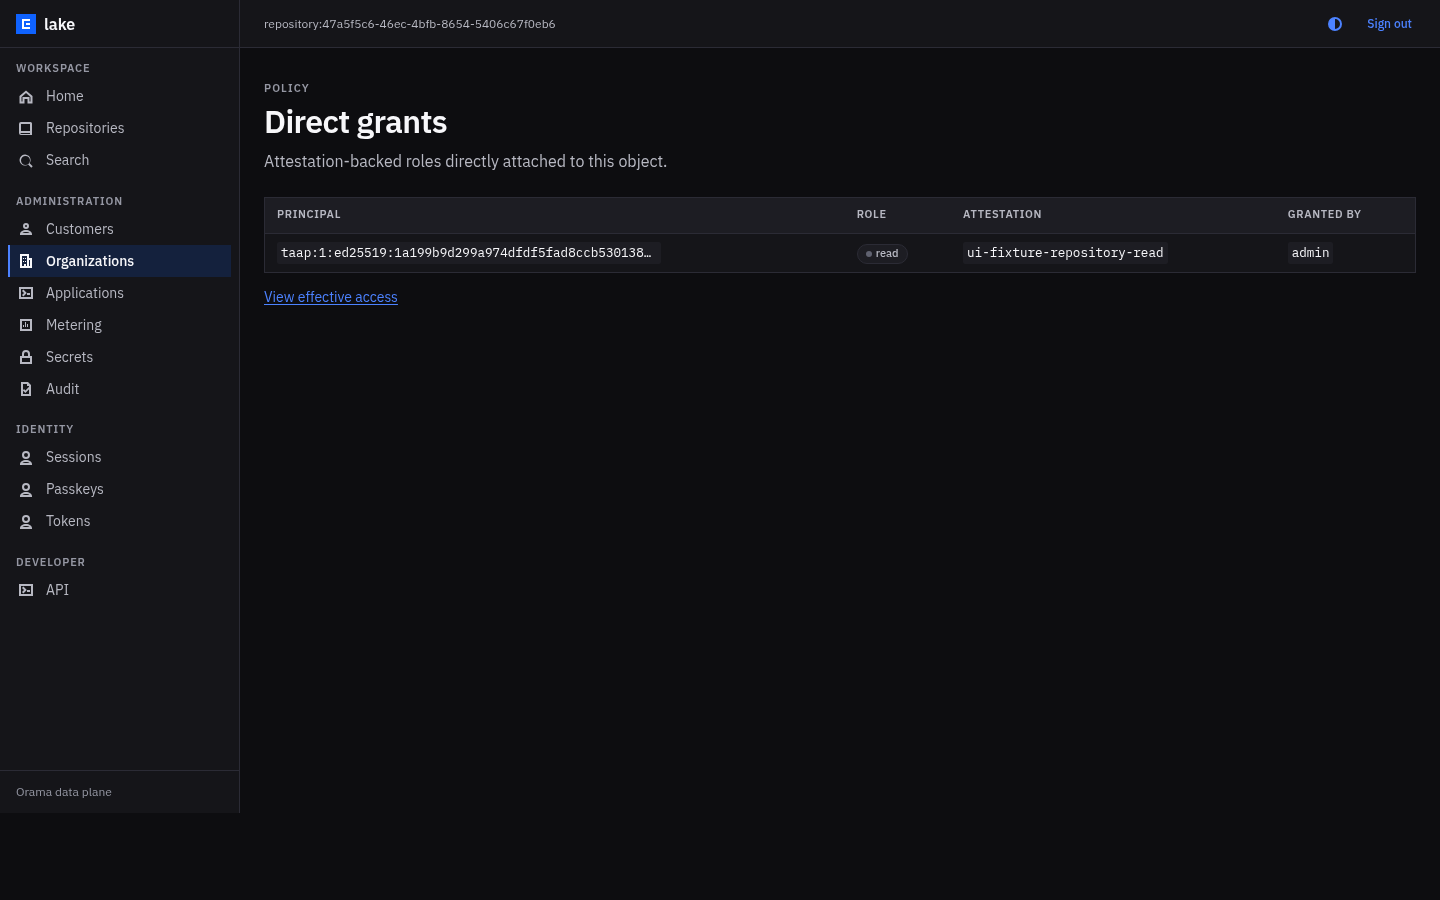 lake
repository:47a5f5c6-46ec-4bfb-8654-5406c67f0eb6
Sign out
WORKSPACE
Home
Repositories
Search
ADMINISTRATION
Customers
Organizations
Applications
Metering
Secrets
Audit
IDENTITY
Sessions
Passkeys
Tokens
DEVELOPER
API
Orama data plane
POLICY
Direct grants
Attestation-backed roles directly attached to this object.
PRINCIPAL ROLE ATTESTATION GRANTED BY
taap:1:ed25519:1a199b9d299a974dfdf5fad8ccb530138… read ui-fixture-repository-read admin
View effective access